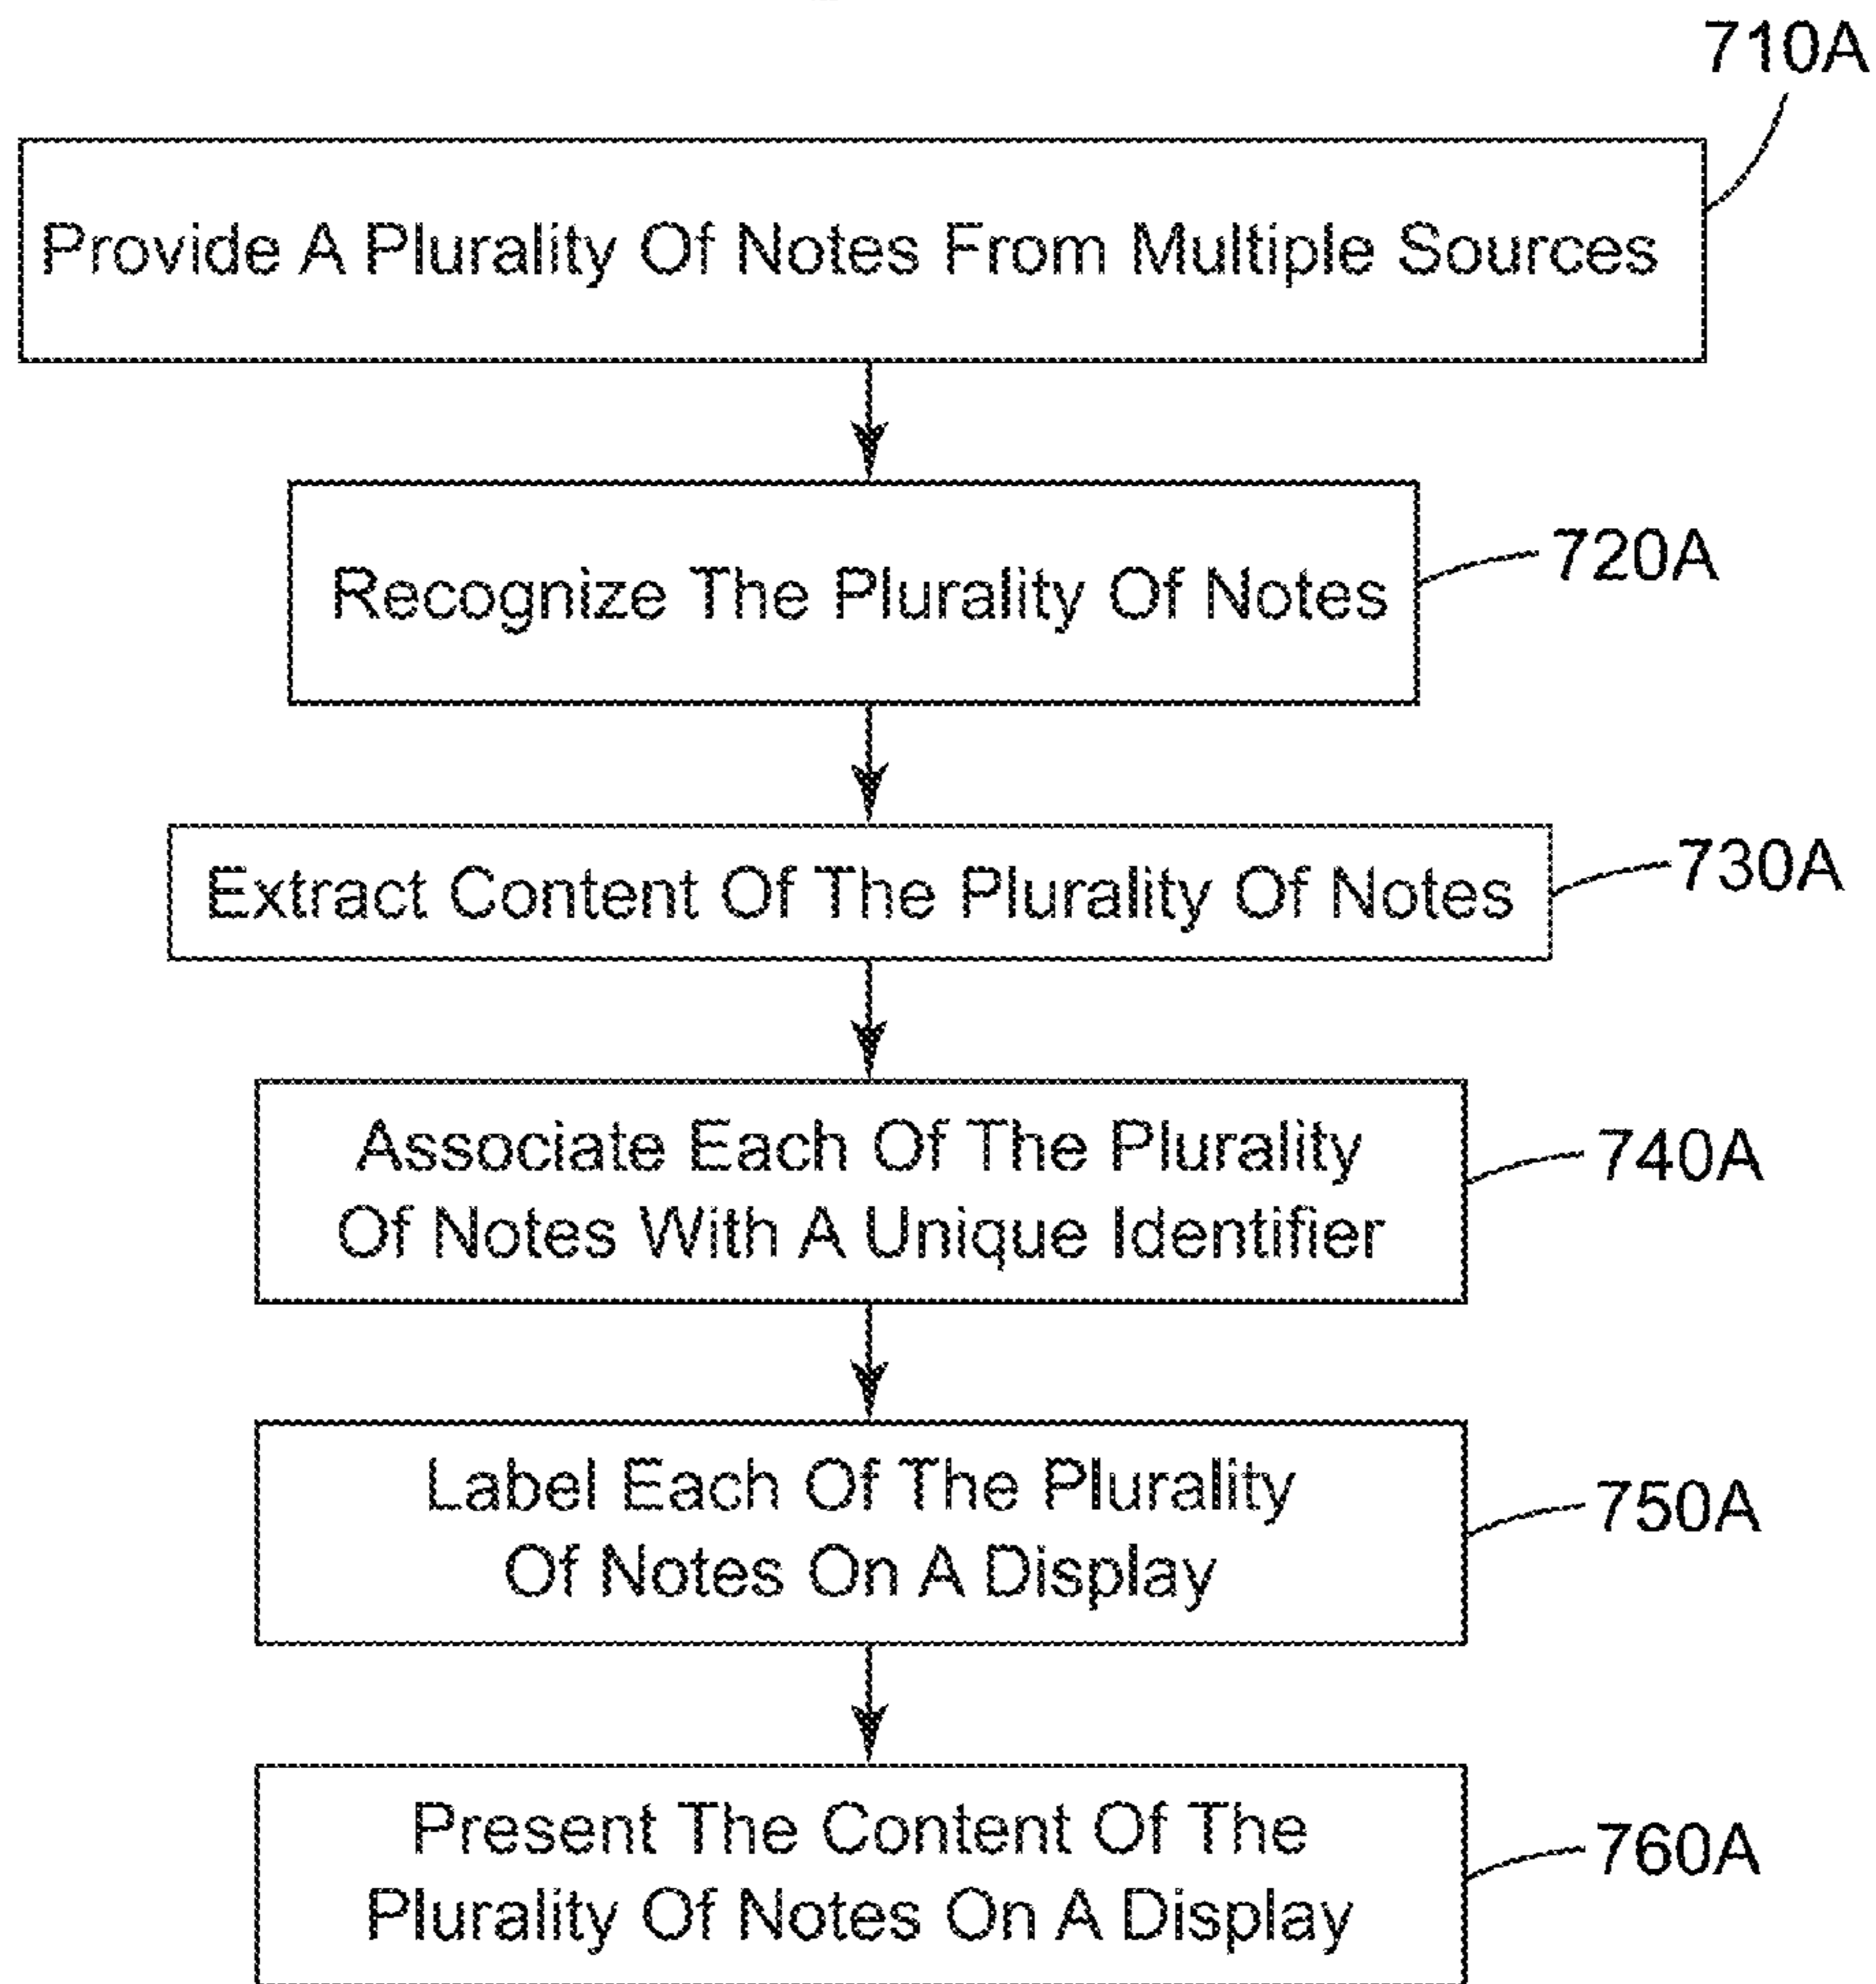 710A
Provide A Plurality Of Notes From Multiple Sources
Recognize The Plurality Of Notes
720A
Extract Content Of The Plurality Of Notes
730A
Associate Each Of The Plurality
Of Notes With A Unique Identifier
740A
Label Each Of The Plurality
Of Notes On A Display
750A
Present The Content Of The
Plurality Of Notes On A Display
760A